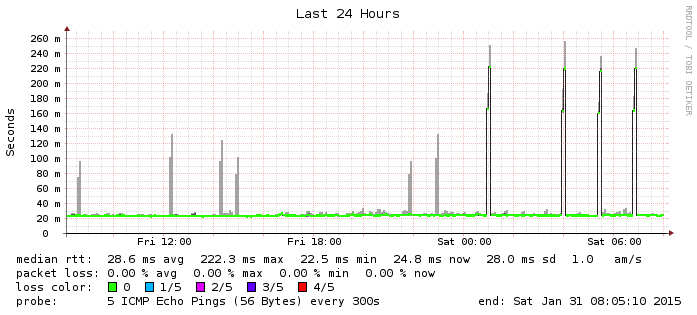 Last 24 Hours
RRDTOOL / TOBI OETIKER
Seconds
260 m
240 m
220 m
200 m
180 m
160 m
140 m
120 m
100 m
80 m
60 m
40 m
20 m
0
Fri 12:00 Fri 18:00 Sat 00:00 Sat 06:00
median rtt: 28.6 ms avg 222.3 ms max 22.5 ms min 24.8 ms now 28.0 ms sd 1.0 am/s
packet loss: 0.00 % avg 0.00 % max 0.00 % min 0.00 % now
loss color: 0 1/5 2/5 3/5 4/5
probe: 5 ICMP Echo Pings (56 Bytes) every 300s end: Sat Jan 31 08:05:10 2015